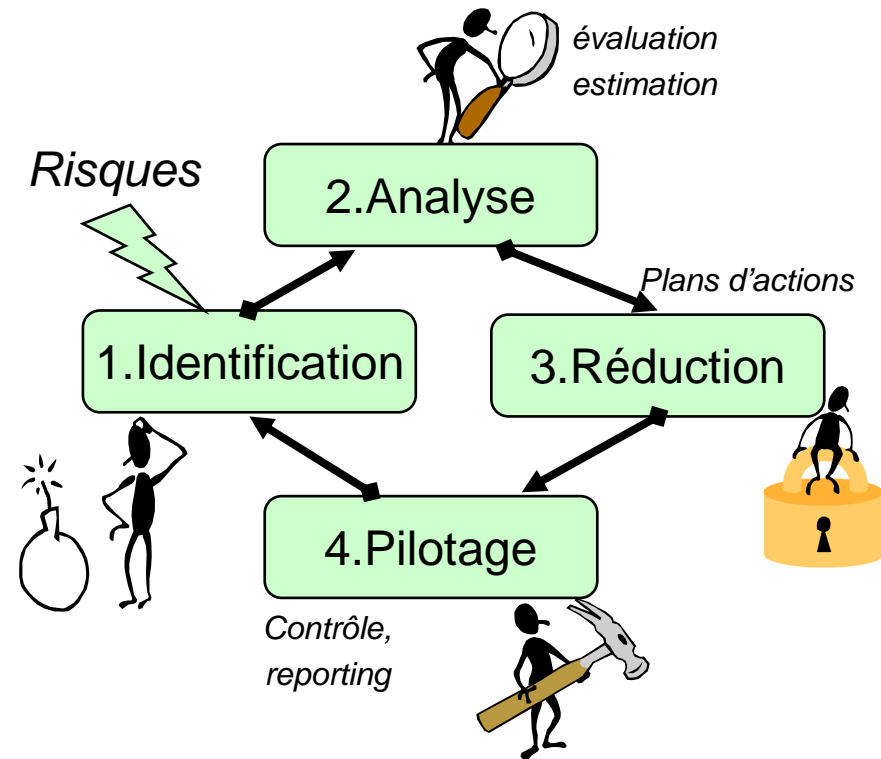 évaluation
estimation
Risques
2.Analyse
Plans d'actions
1.Identification
3.Réduction
4.Pilotage
Contrôle,
reporting